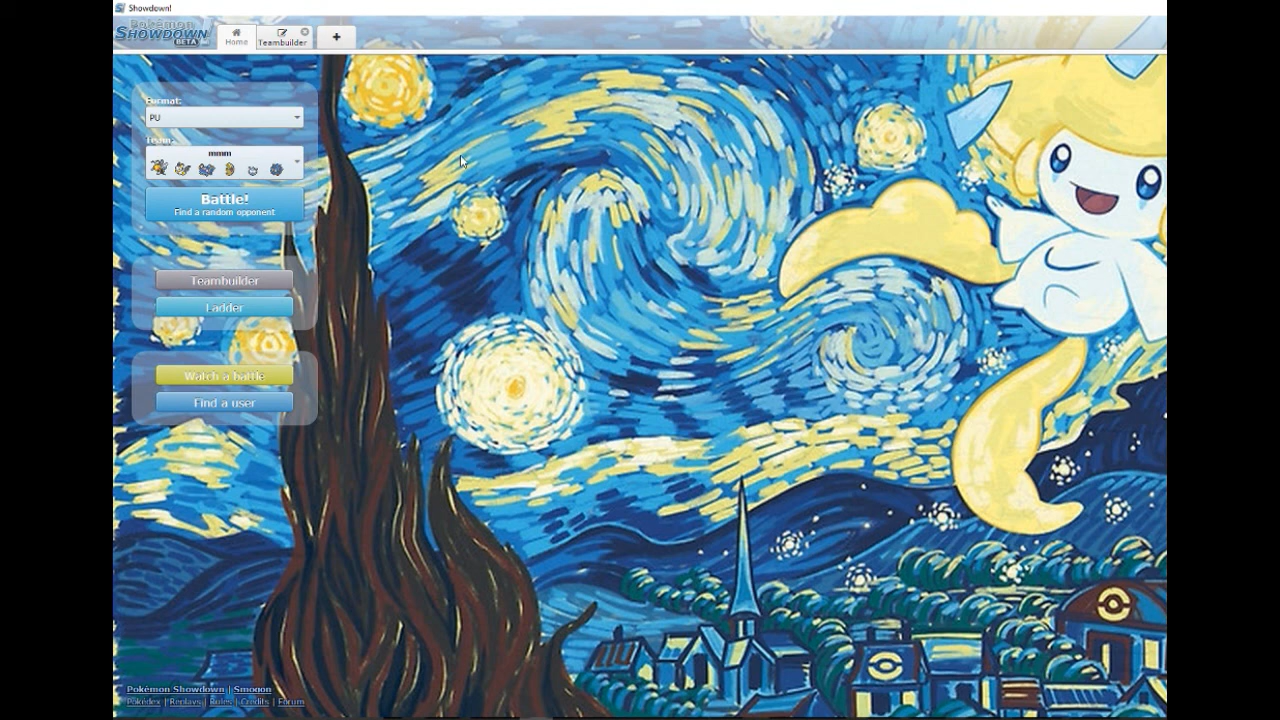 Showdown!
Pokémon
SHOWDOWN
BETA
Home
Teambuilder
+
Format:
PU
Team:
mmm
Battle!
Find a random opponent
Teambuilder
Ladder
Watch a battle
Find a user
Pokémon Showdown | Smogon
Pokédex | Replays | Rules | Credits | Forum